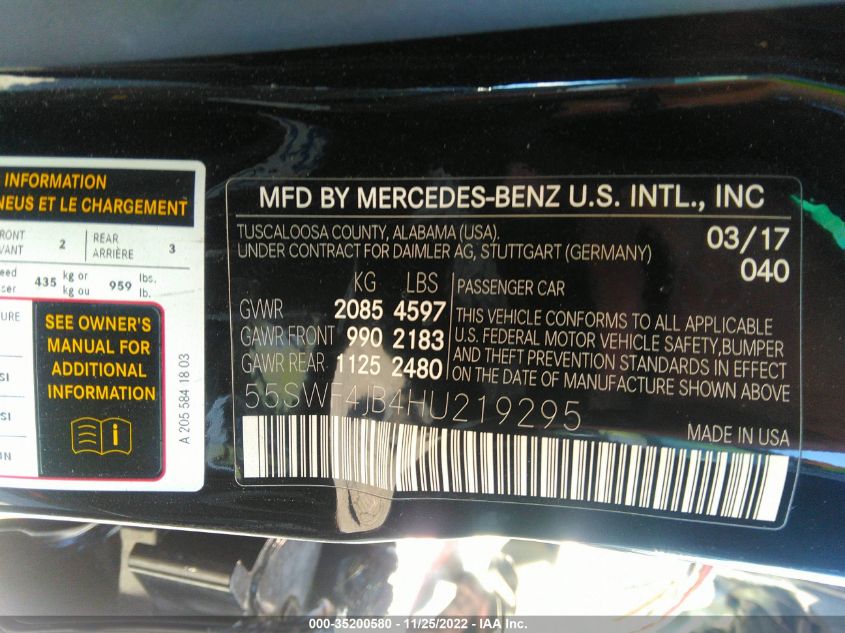 INFORMATION
NEUS ET LE CHARGEMENT
FRONT 2 REAR 3
VANT ARRIÈRE
435 kg or 959 lbs.
kg ou lb.
SEE OWNER'S
MANUAL FOR
ADDITIONAL
INFORMATION
A 205 584 18 03
MFD BY MERCEDES-BENZ U.S. INTL., INC
TUSCALOOSA COUNTY, ALABAMA (USA).
UNDER CONTRACT FOR DAIMLER AG, STUTTGART (GERMANY)
03/17
040
KG LBS
GVWR 2085 4597
GAWR FRONT 990 2183
GAWR REAR 1125 2480
PASSENGER CAR
THIS VEHICLE CONFORMS TO ALL APPLICABLE
U.S. FEDERAL MOTOR VEHICLE SAFETY,BUMPER
AND THEFT PREVENTION STANDARDS IN EFFECT
ON THE DATE OF MANUFACTURE SHOWN ABOVE
55SWF4JB4HU219295
MADE IN USA
000-35200580 - 11/25/2022 - IAA Inc.